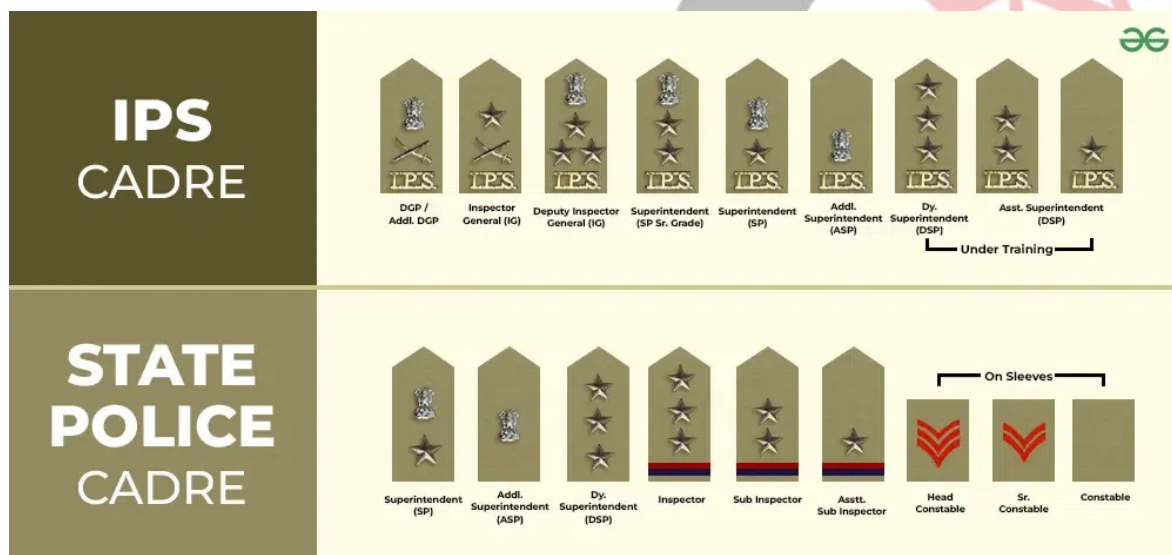 IPS
CADRE
I.P.S. I.P.S. I.P.S. I.P.S. I.P.S. I.P.S. I.P.S. I.P.S. I.P.S.
DGP /
Addl. DGP
Inspector
General (IG)
Deputy Inspector
General (IG)
Superintendent
(SP Sr. Grade)
Superintendent
(SP)
Addl.
Superintendent
(ASP)
Dy.
Superintendent
(DSP)
Asst. Superintendent
(DSP)
Under Training
STATE
POLICE
CADRE
On Sleeves
Superintendent
(SP)
Addl.
Superintendent
(ASP)
Dy.
Superintendent
(DSP)
Inspector
Sub Inspector
Asstt.
Sub Inspector
Head
Constable
Sr.
Constable
Constable